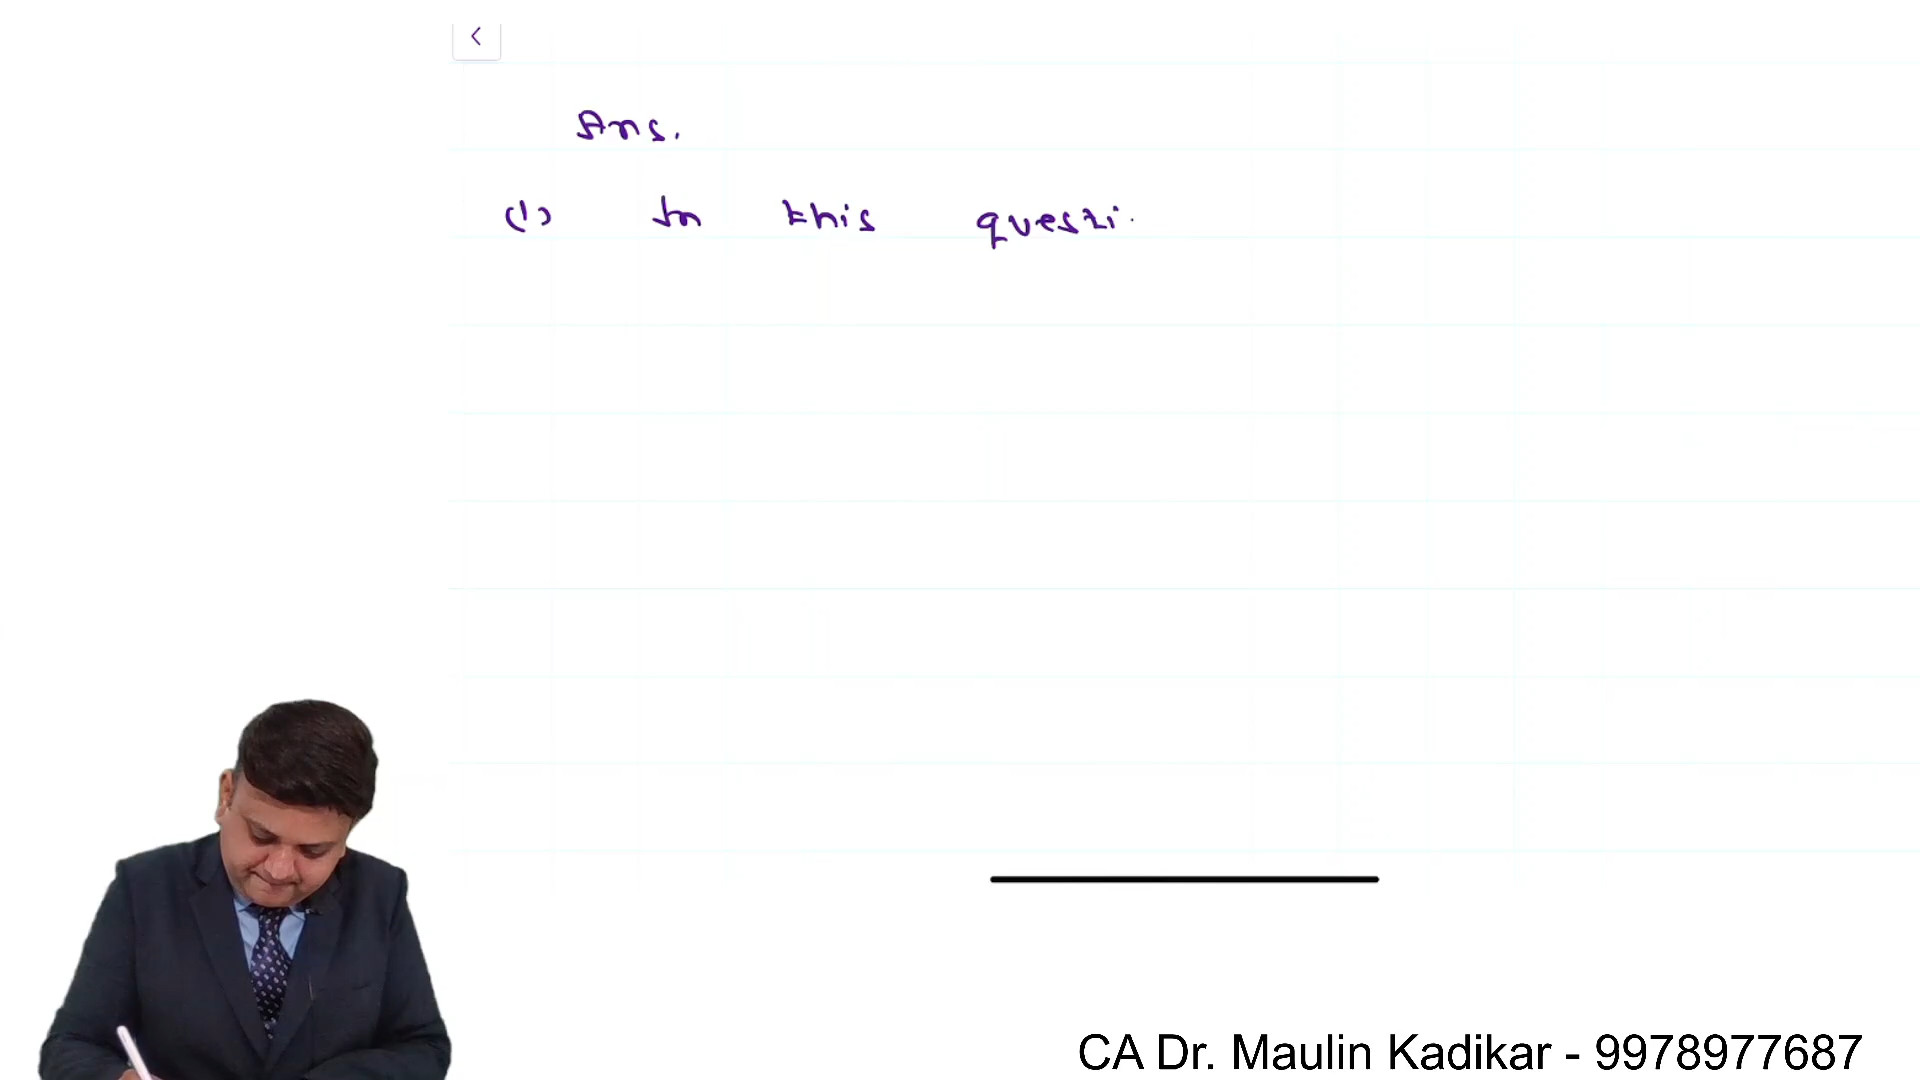 Ans.
(1) In this questi
CA Dr. Maulin Kadikar - 9978977687